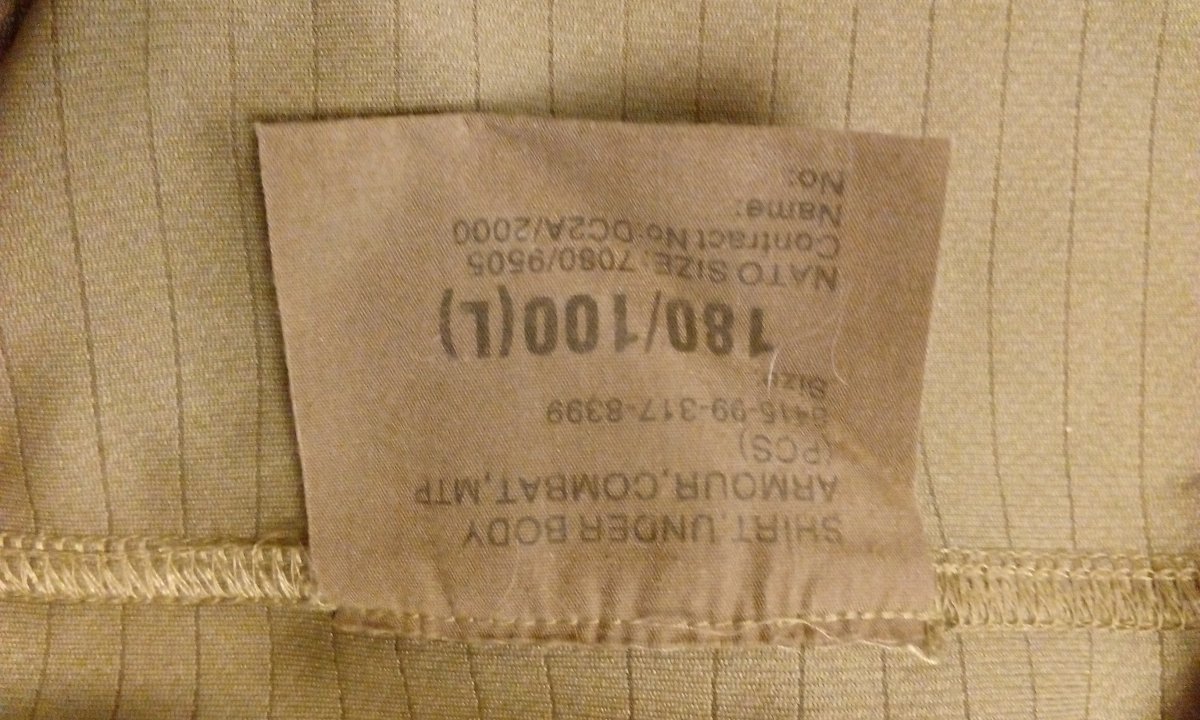 SHIRT, UNDER BODY
ARMOUR, COMBAT, MTP
(PCS)
8415-99-317-8399
Size:
180/100(L)
NATO SIZE: 7080/9505
Contract No: DC2A/2000
Name:
No: